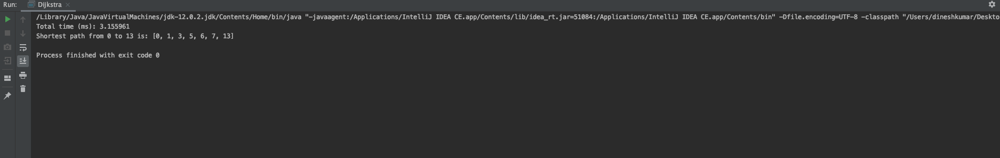 Run: Dijkstra
/Library/Java/JavaVirtualMachines/jdk-12.0.2.jdk/Contents/Home/bin/java "-javaagent:/Applications/IntelliJ IDEA CE.app/Contents/lib/idea_rt.jar=51084:/Applications/IntelliJ IDEA CE.app/Contents/bin" -Dfile.encoding=UTF-8 -classpath "/Users/dineshkumar/Deskto
Total time (ms): 3.155961
Shortest path from 0 to 13 is: [0, 1, 3, 5, 6, 7, 13]
Process finished with exit code 0